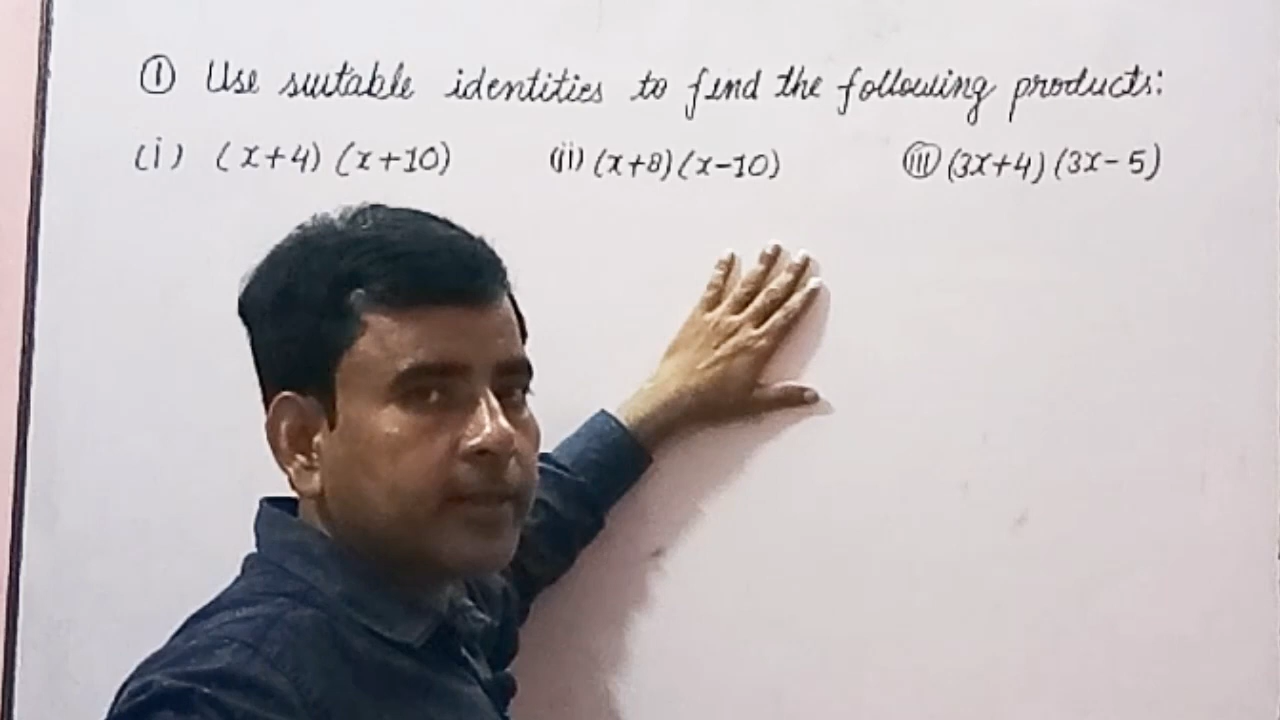 ① Use suitable identities to find the following products:
(i) (x+4) (x+10) (ii) (x+8) (x-10) (iii) (3x+4) (3x-5)